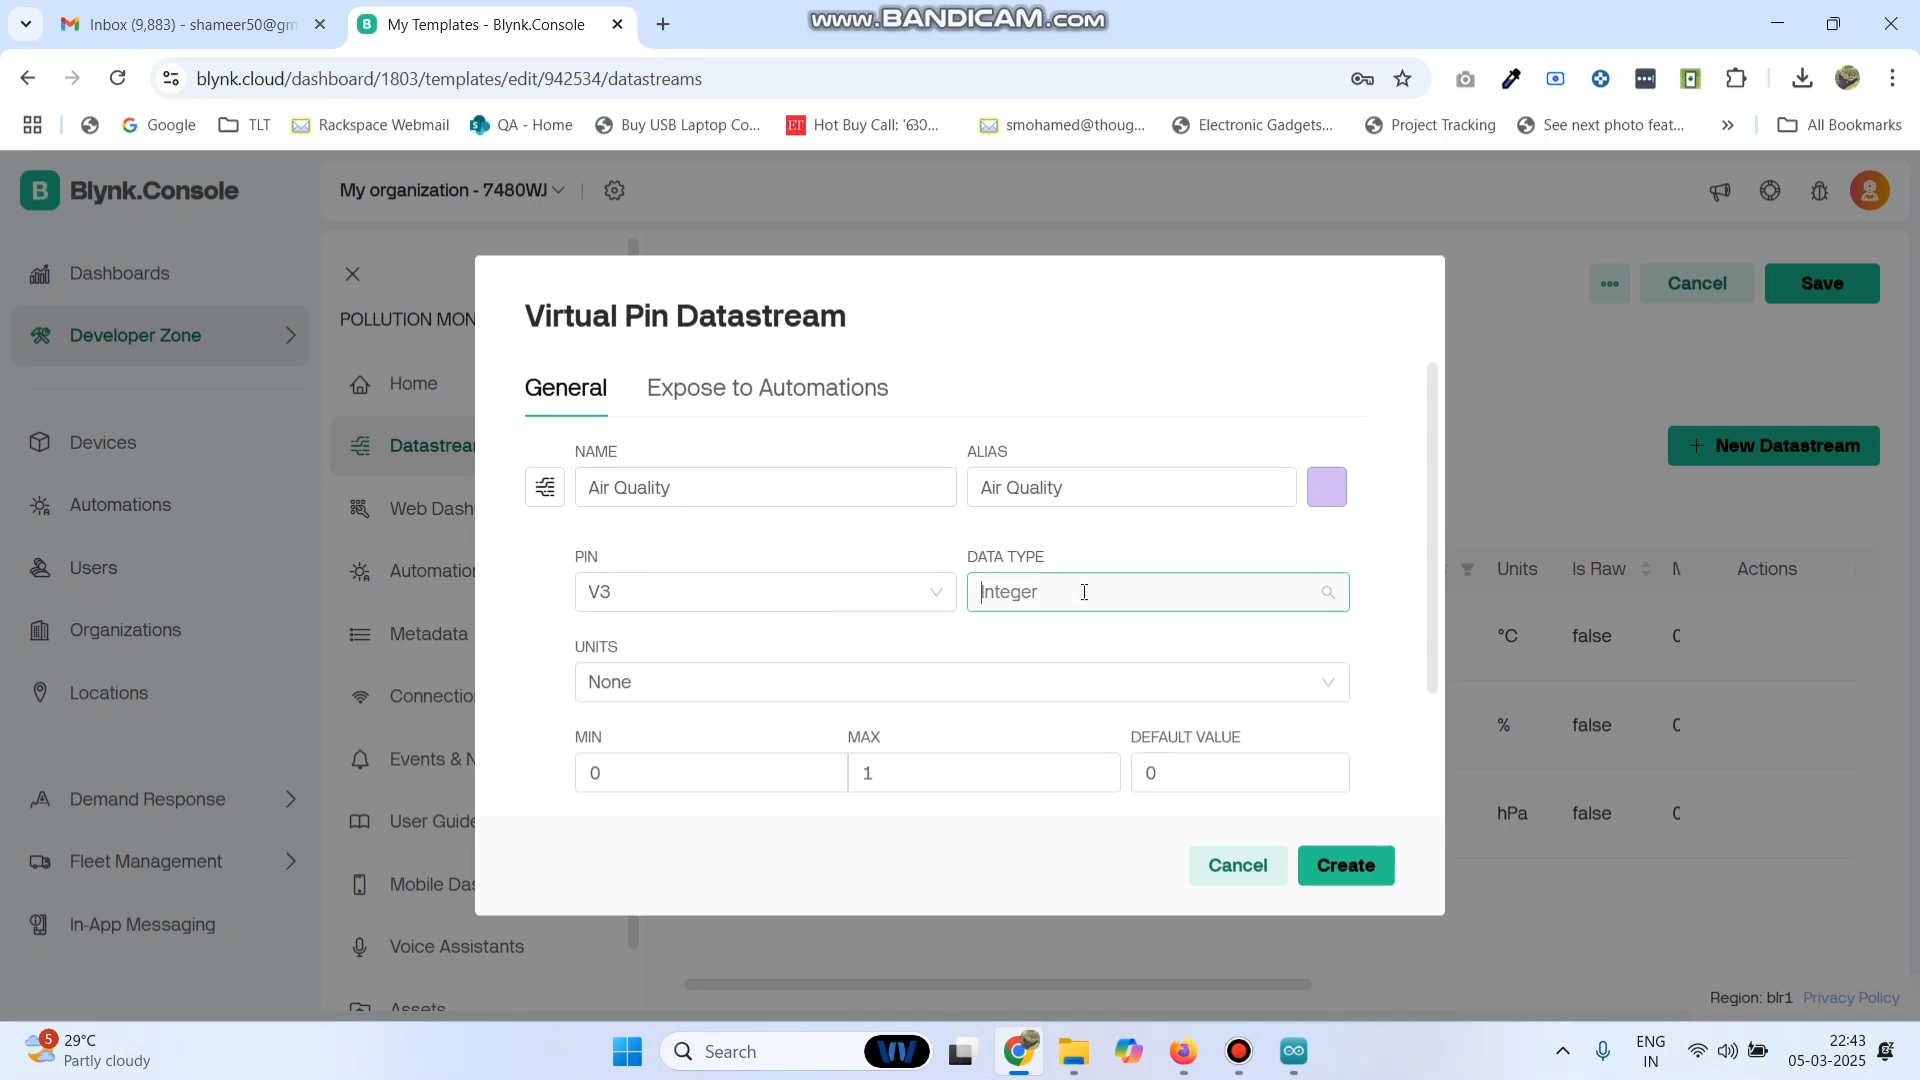 Inbox (9,883) - shameer50@gm
My Templates - Blynk.Console
www.BANDICAM.com
blynk.cloud/dashboard/1803/templates/edit/942534/datastreams
Google
TLT
Rackspace Webmail
QA - Home
Buy USB Laptop Co...
ET
Hot Buy Call: '630...
smohamed@thoug...
Electronic Gadgets...
Project Tracking
See next photo feat...
All Bookmarks
B Blynk.Console
My organization - 7480WJ
Dashboards
Developer Zone
Devices
Automations
Users
Organizations
Locations
Demand Response
Fleet Management
In-App Messaging
POLLUTION MON
Home
Datastrea
Web Dash
Automation
Metadata
Connectio
Events & N
User Guide
Mobile Das
Voice Assistants
Assets
Cancel
Save
New Datastream
Units
Is Raw
Actions
°C
false
%
false
hPa
false
Virtual Pin Datastream
General
Expose to Automations
NAME
ALIAS
Air Quality
Air Quality
PIN
DATA TYPE
V3
Integer
UNITS
None
MIN
MAX
DEFAULT VALUE
0
1
0
Cancel
Create
Region: blr1 Privacy Policy
5
29°C
Partly cloudy
Search
ENG
IN
22:43
05-03-2025